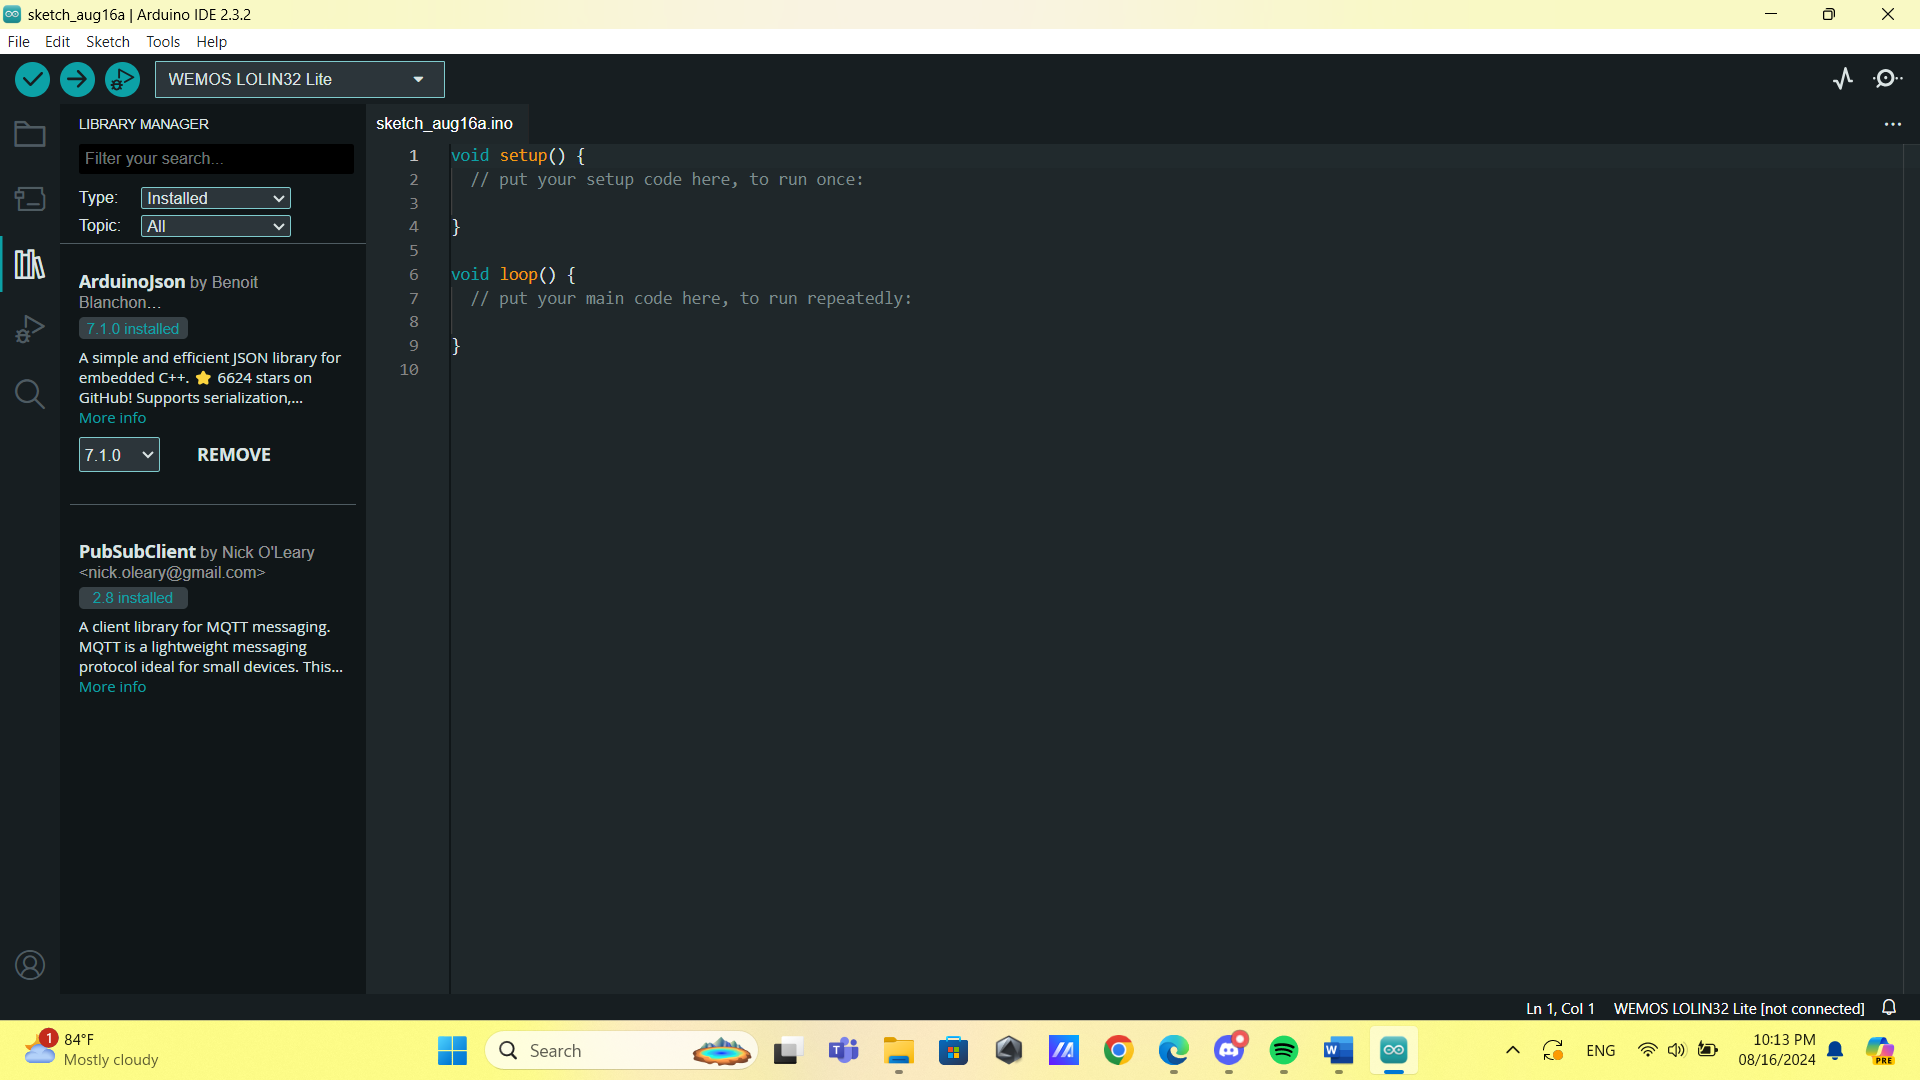 sketch_aug16a | Arduino IDE 2.3.2
File Edit Sketch Tools Help
WEMOS LOLIN32 Lite
LIBRARY MANAGER
Filter your search...
Type: Installed
Topic: All
ArduinoJson by Benoit
Blanchon...
7.1.0 installed
A simple and efficient JSON library for
embedded C++. ⭐ 6624 stars on
GitHub! Supports serialization,...
More info
7.1.0 REMOVE
PubSubClient by Nick O'Leary
<nick.oleary@gmail.com>
2.8 installed
A client library for MQTT messaging.
MQTT is a lightweight messaging
protocol ideal for small devices. This...
More info
sketch_aug16a.ino
1 void setup() {
2 // put your setup code here, to run once:
3
4 }
5
6 void loop() {
7 // put your main code here, to run repeatedly:
8
9 }
10
Ln 1, Col 1 WEMOS LOLIN32 Lite [not connected]
1 84°F
Mostly cloudy
Search
T
W
PRE
ENG
10:13 PM
08/16/2024